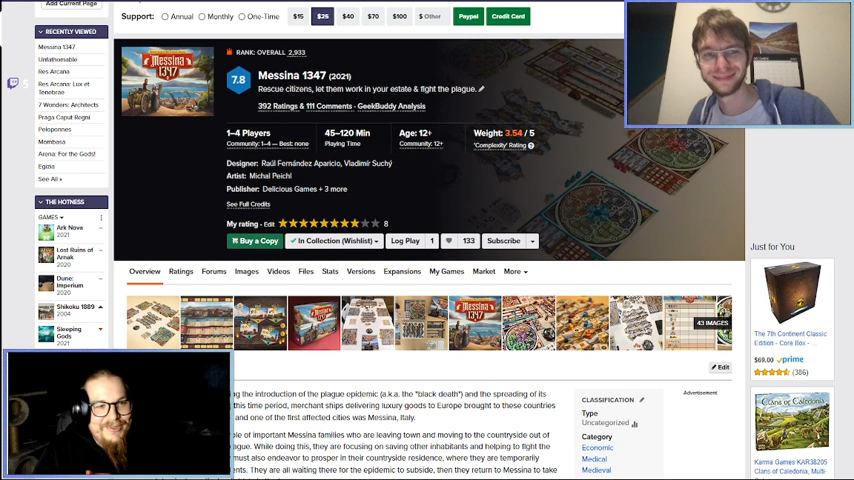 Add Current Page
Support: Annual Monthly One-Time $15 $25 $40 $70 $100 $ Other Paypal Credit Card
RECENTLY VIEWED
Messina 1347
Unfathomable
Res Arcana
Res Arcana: Lux et Tenebrae
7 Wonders: Architects
Praga Caput Regni
Peloponnes
Mombasa
Arena: For the Gods!
Egizia
See All »
THE HOTNESS
GAMES
Ark Nova
2021
Lost Ruins of Arnak
2020
Dune: Imperium
2020
Shikoku 1889
2004
Sleeping Gods
2021
Messina 1347
RANK: OVERALL 2,933
7.8
Messina 1347 (2021)
Rescue citizens, let them work in your estate & fight the plague.
392 Ratings & 111 Comments · GeekBuddy Analysis
1–4 Players
Community: 1–4 — Best: none
45–120 Min
Playing Time
Age: 12+
Community: 12+
Weight: 3.54 / 5
'Complexity' Rating
Designer: Raúl Fernández Aparicio, Vladimír Suchý
Artist: Michal Peichl
Publisher: Delicious Games + 3 more
See Full Credits
My rating · Edit 8
Buy a Copy
In Collection (Wishlist)
Log Play 1
133
Subscribe
Overview Ratings Forums Images Videos Files Stats Versions Expansions My Games Market More
Messina 1347
43 IMAGES
Edit
ng the introduction of the plague epidemic (a.k.a. the "black death") and the spreading of its
this time period, merchant ships delivering luxury goods to Europe brought to these countries
and one of the first affected cities was Messina, Italy.
ole of important Messina families who are leaving town and moving to the countryside out of
gue. While doing this, they are focusing on saving other inhabitants and helping to fight the
must also endeavor to prosper in their countryside residence, where they are temporarily
ents. They are all waiting there for the epidemic to subside, then they return to Messina to take
CLASSIFICATION
Type
Uncategorized
Category
Economic
Medical
Medieval
Advertisement
Just for You
The 7th Continent Classic
Edition - Core Box - ...
$69.00 prime
(386)
CLANS OF CALEDONIA
Karma Games KAR38205
Clans of Caledonia, Multi